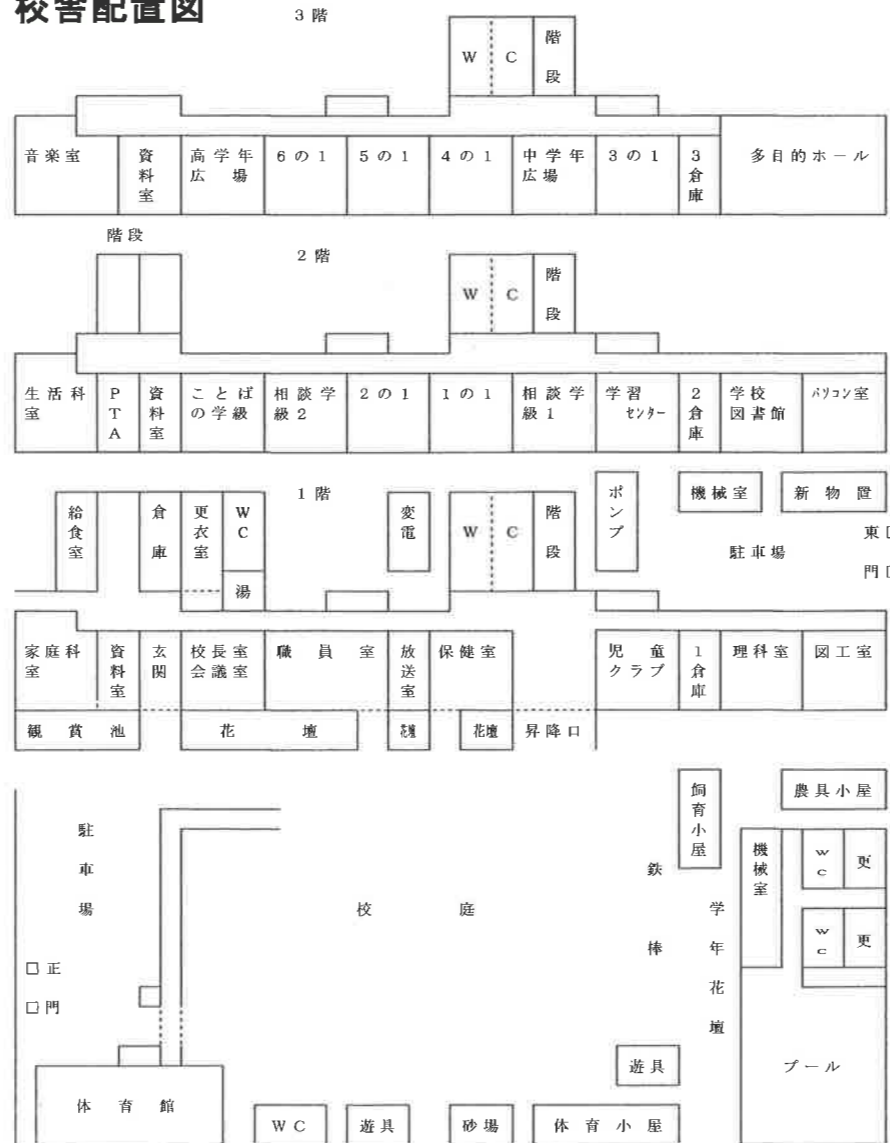 校舎配置図
3階
W C
階段
音楽室
資料室
高学年広場
6の1
5の1
4の1
中学年広場
3の1
3倉庫
多目的ホール
階段
2階
W C
階段
生活科室
PTA
資料室
ことばの学級
相談学級2
2の1
1の1
相談学級1
学習センター
2倉庫
学校図書館
パソコン室
1階
給食室
倉庫
更衣室
WC
湯
変電
W C
階段
ポンプ
機械室
新物置
駐車場
東門
家庭科室
資料室
玄関
校長室会議室
職員室
放送室
保健室
児童クラブ
1倉庫
理科室
図工室
観賞池
花壇
花壇
花壇
昇降口
駐車場
正門
校庭
飼育小屋
鉄棒
学年花壇
農具小屋
機械室
wc
更
wc
更
プール
遊具
体育館
WC
遊具
砂場
体育小屋